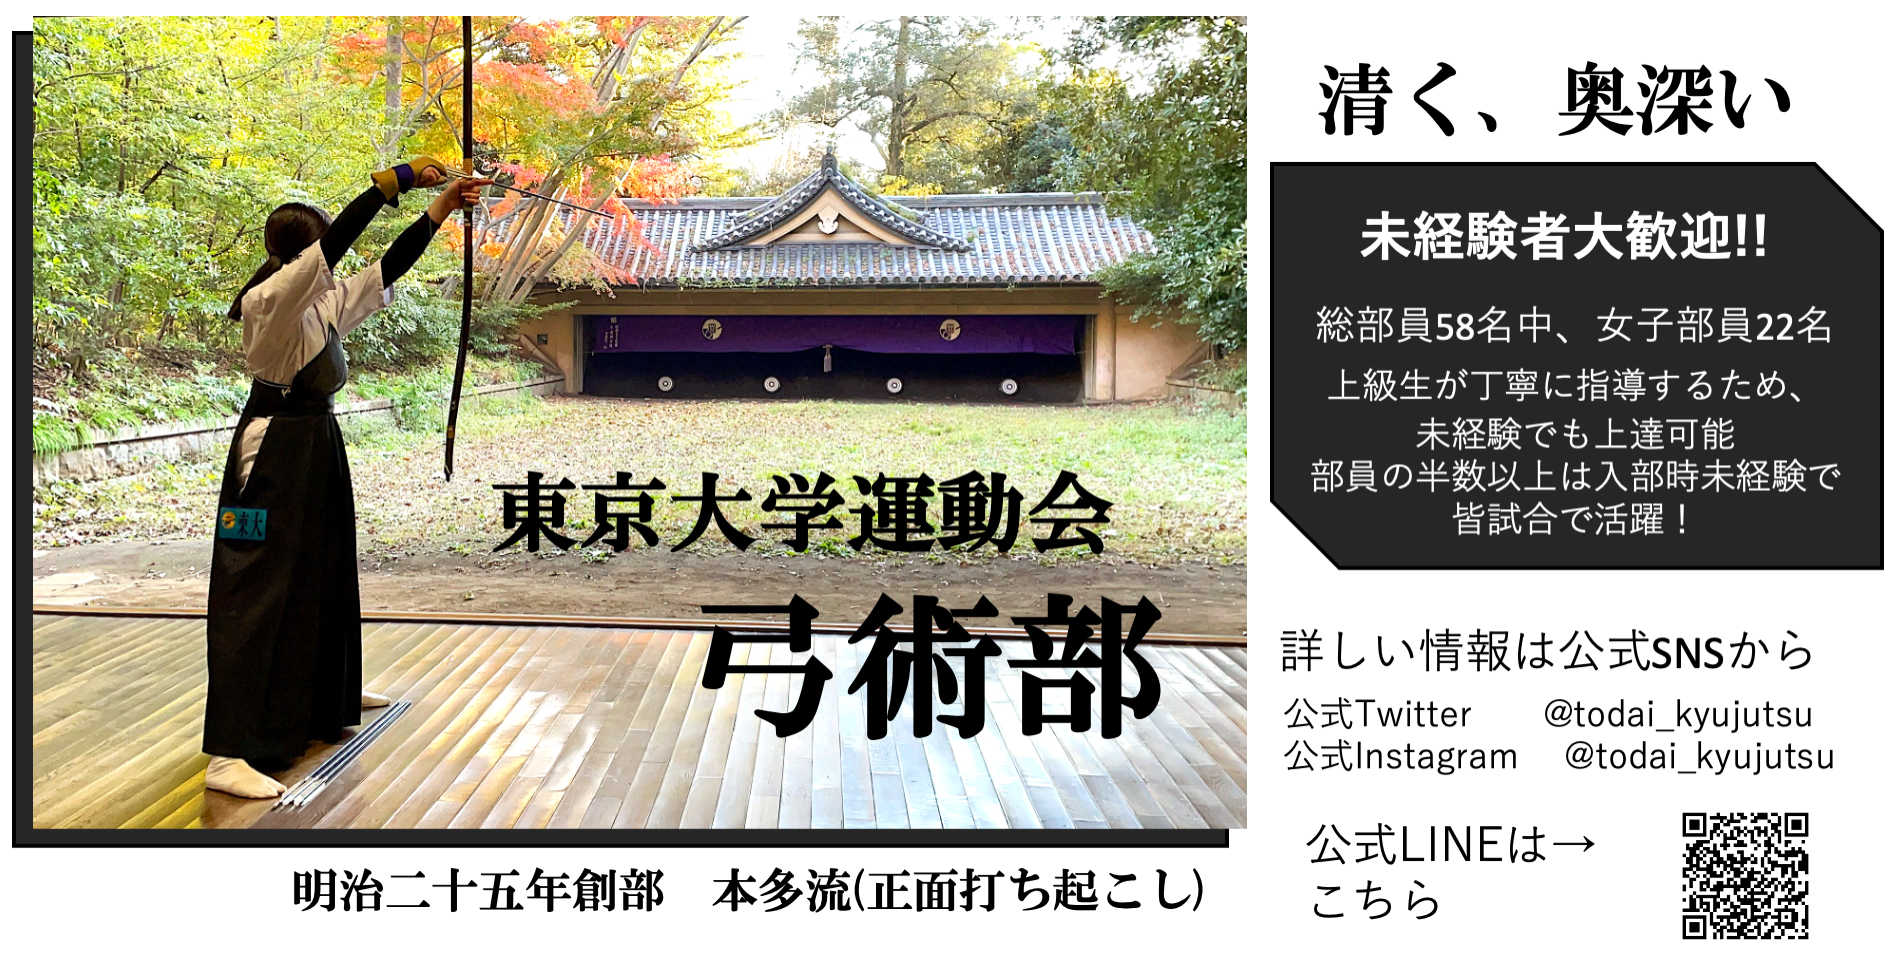 清く、奥深い
未経験者大歓迎!!
総部員58名中、女子部員22名
上級生が丁寧に指導するため、
未経験でも上達可能
部員の半数以上は入部時未経験で
皆試合で活躍！
東大
東京大学運動会
弓術部
明治二十五年創部　本多流(正面打ち起こし)
詳しい情報は公式SNSから
公式Twitter　@todai_kyujutsu
公式Instagram　@todai_kyujutsu
公式LINEは→
こちら